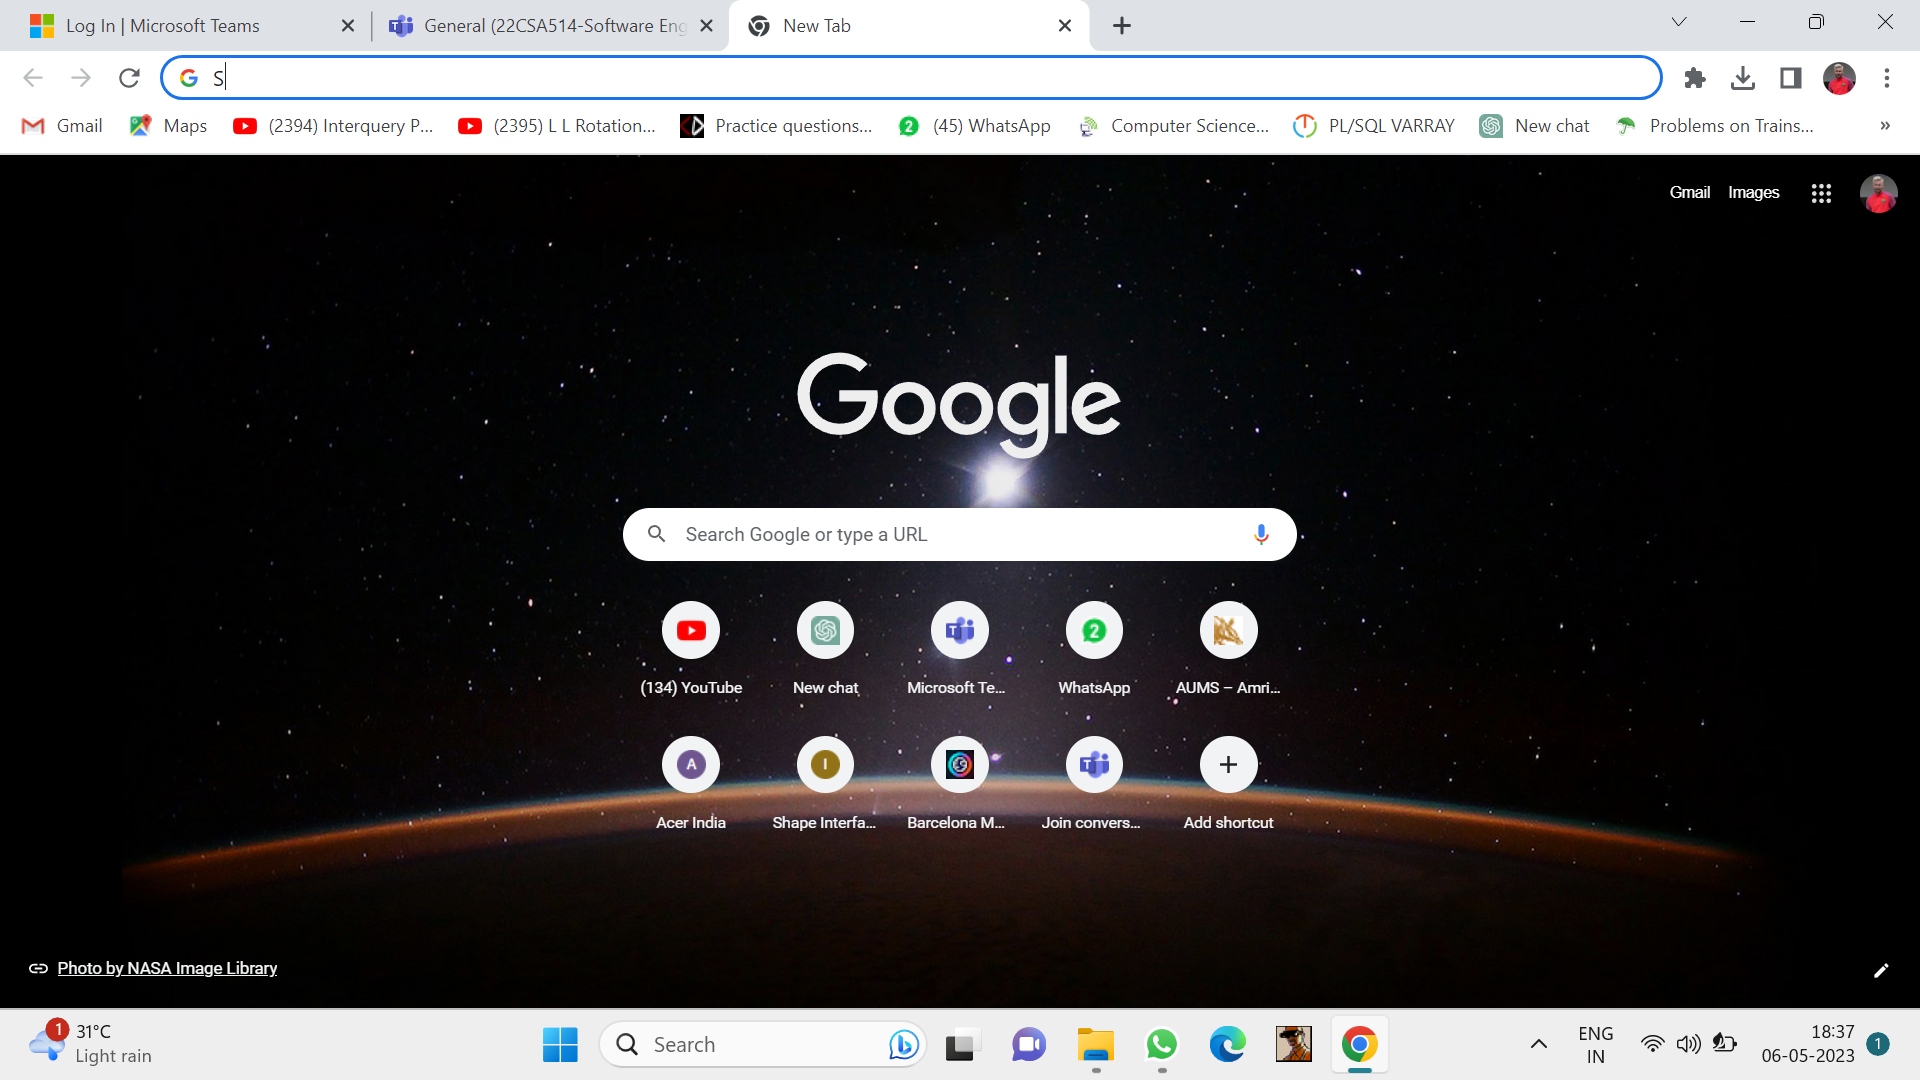 Log In | Microsoft Teams
General (22CSA514-Software Eng
New Tab
S
Gmail
Maps
(2394) Interquery P...
(2395) L L Rotation...
Practice questions...
(45) WhatsApp
Computer Science...
PL/SQL VARRAY
New chat
Problems on Trains...
»
Gmail
Images
Google
Search Google or type a URL
(134) YouTube
New chat
Microsoft Te...
WhatsApp
AUMS – Amri...
A
I
Acer India
Shape Interfa...
Barcelona M...
Join convers...
Add shortcut
Photo by NASA Image Library
1
31°C
Light rain
Search
ENG
IN
18:37
06-05-2023
1